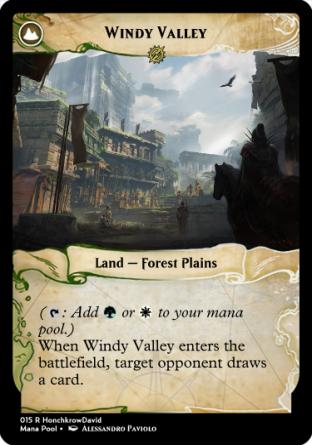 WINDY VALLEY
Land — Forest Plains
( : Add or to your mana
pool.)
When Windy Valley enters the
battlefield, target opponent draws
a card.
015 R HonchkrowDavid
Mana Pool • ALESSANDRO PAVIOLO